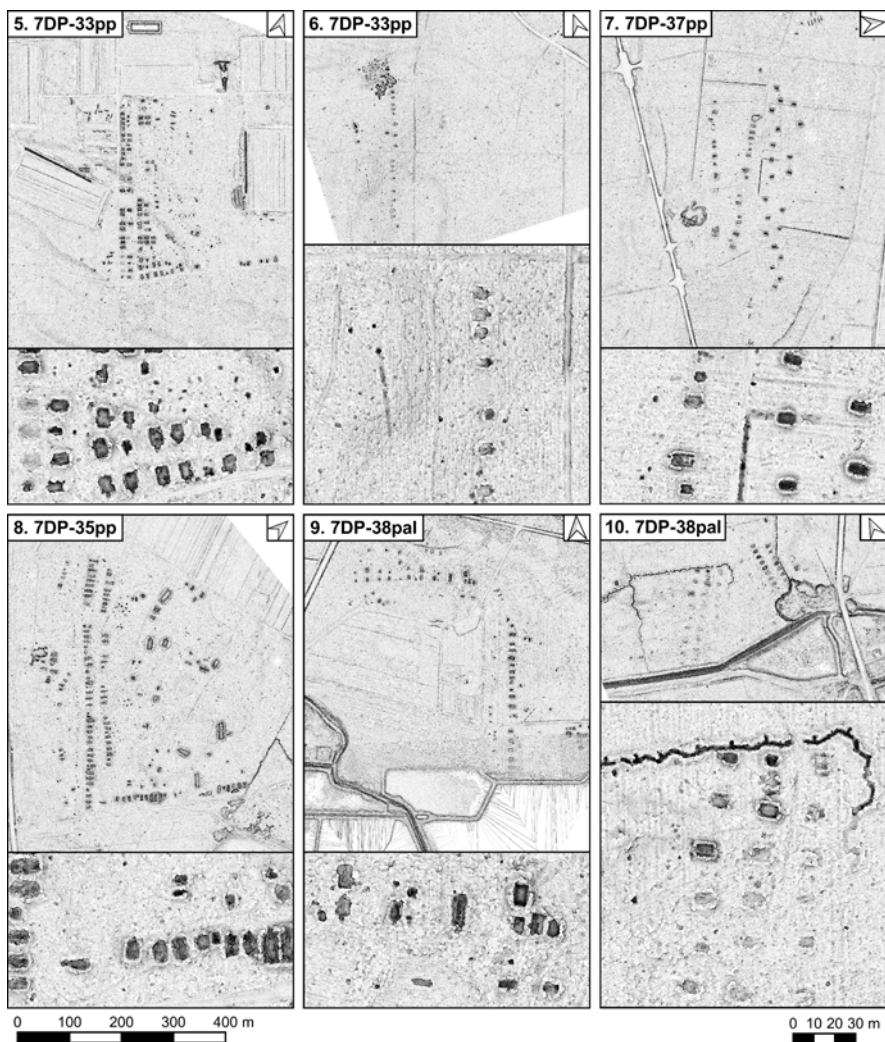 5. 7DP-33pp
6. 7DP-33pp
7. 7DP-37pp
8. 7DP-35pp
9. 7DP-38pal
10. 7DP-38pal
0 100 200 300 400 m
0 10 20 30 m